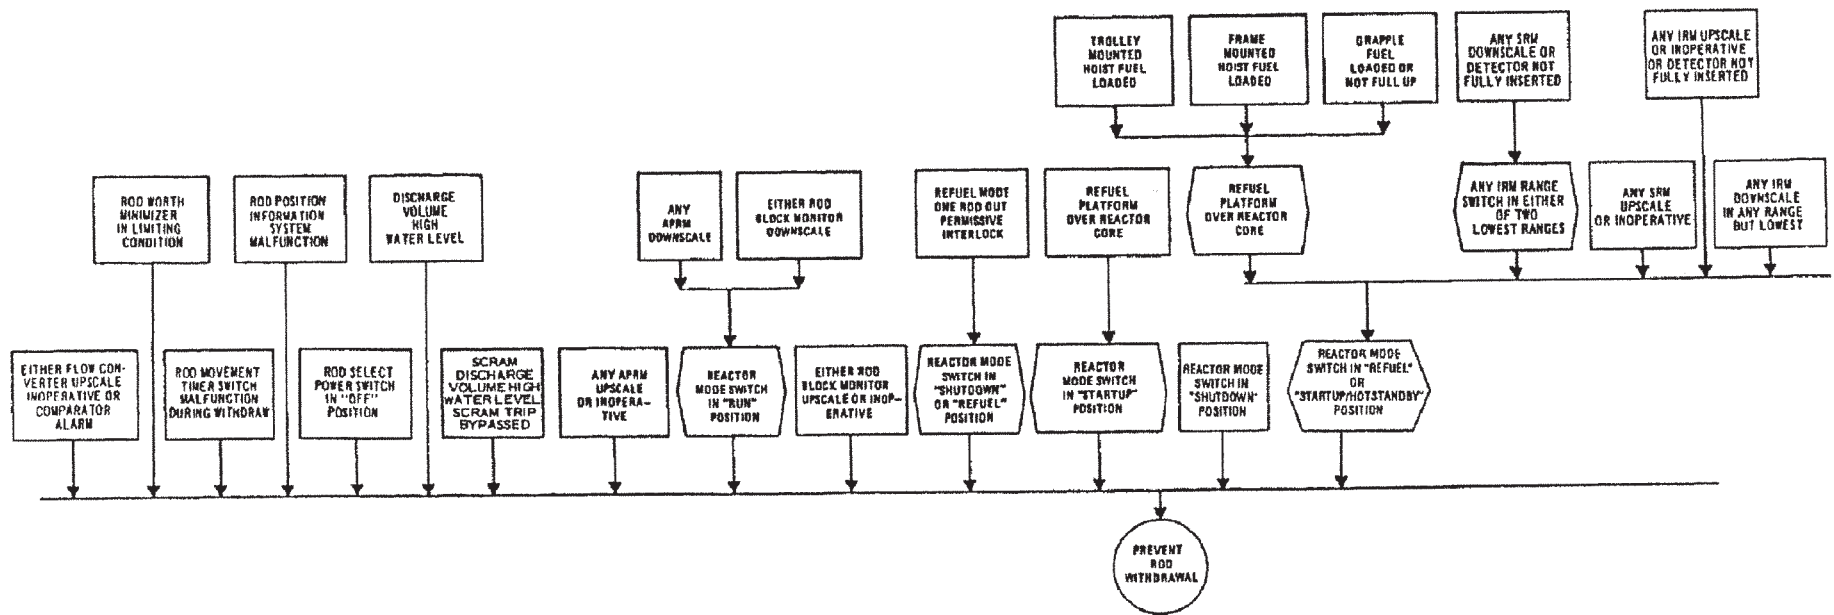 TROLLEY
MOUNTED
HOIST FUEL
LOADED
FRAME
MOUNTED
HOIST FUEL
LOADED
GRAPPLE
FUEL
LOADED OR
NOT FULL UP
ANY SRM
DOWNSCALE OR
DETECTOR NOT
FULLY INSERTED
ANY IRM UPSCALE
OR INOPERATIVE
OR DETECTOR NOT
FULLY INSERTED
ROD WORTH
MINIMIZER
IN LIMITING
CONDITION
ROD POSITION
INFORMATION
SYSTEM
MALFUNCTION
DISCHARGE
VOLUME
HIGH
WATER LEVEL
ANY
APRM
DOWNSCALE
EITHER ROD
BLOCK MONITOR
DOWNSCALE
REFUEL MODE
ONE ROD OUT
PERMISSIVE
INTERLOCK
REFUEL
PLATFORM
OVER REACTOR
CORE
REFUEL
PLATFORM
OVER REACTOR
CORE
ANY IRM RANGE
SWITCH IN EITHER
OF TWO
LOWEST RANGES
ANY SRM
UPSCALE
OR INOPERATIVE
ANY IRM
DOWNSCALE
IN ANY RANGE
BUT LOWEST
EITHER FLOW CON-
VERTER UPSCALE
INOPERATIVE OR
COMPARATOR
ALARM
ROD MOVEMENT
TIMER SWITCH
MALFUNCTION
DURING WITHDRAW
ROD SELECT
POWER SWITCH
IN "OFF"
POSITION
SCRAM
DISCHARGE
VOLUME HIGH
WATER LEVEL
SCRAM TRIP
BYPASSED
ANY APRM
UPSCALE
OR INOPERA-
TIVE
REACTOR
MODE SWITCH
IN "RUN"
POSITION
EITHER ROD
BLOCK MONITOR
UPSCALE OR INOP-
ERATIVE
REACTOR MODE
SWITCH IN
"SHUTDOWN"
OR "REFUEL"
POSITION
REACTOR
MODE SWITCH
IN "STARTUP"
POSITION
REACTOR MODE
SWITCH IN
"SHUTDOWN"
POSITION
REACTOR MODE
SWITCH IN "REFUEL"
OR
"STARTUP/HOTSTANDBY"
POSITION
PREVENT
ROD
WITHDRAWAL